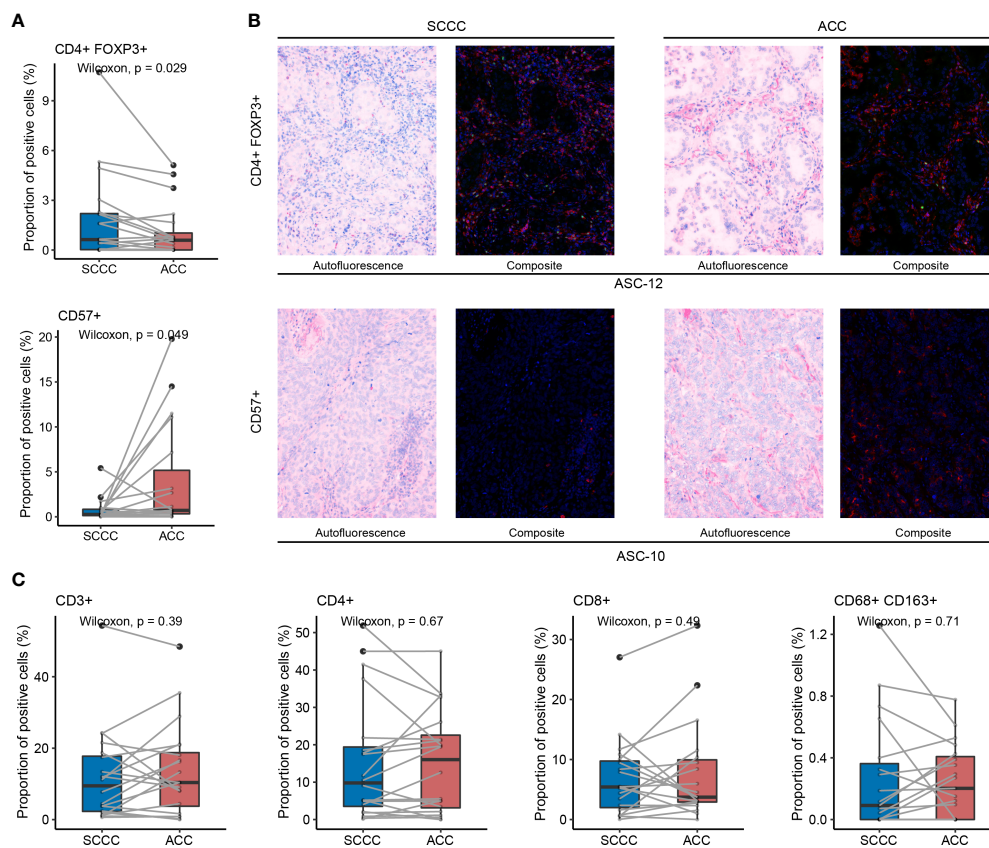 A
CD4+ FOXP3+
Wilcoxon, p = 0.029
Proportion of positive cells (%)
9
6
3
0
SCCC
ACC
CD57+
Wilcoxon, p = 0.049
Proportion of positive cells (%)
20
15
10
5
0
SCCC
ACC
B
SCCC
ACC
CD4+ FOXP3+
Autofluorescence
Composite
Autofluorescence
Composite
ASC-12
CD57+
Autofluorescence
Composite
Autofluorescence
Composite
ASC-10
C
CD3+
Wilcoxon, p = 0.39
Proportion of positive cells (%)
40
20
0
SCCC
ACC
CD4+
Wilcoxon, p = 0.67
Proportion of positive cells (%)
50
40
30
20
10
0
SCCC
ACC
CD8+
Wilcoxon, p = 0.49
Proportion of positive cells (%)
30
20
10
0
SCCC
ACC
CD68+ CD163+
Wilcoxon, p = 0.71
Proportion of positive cells (%)
1.2
0.8
0.4
0.0
SCCC
ACC